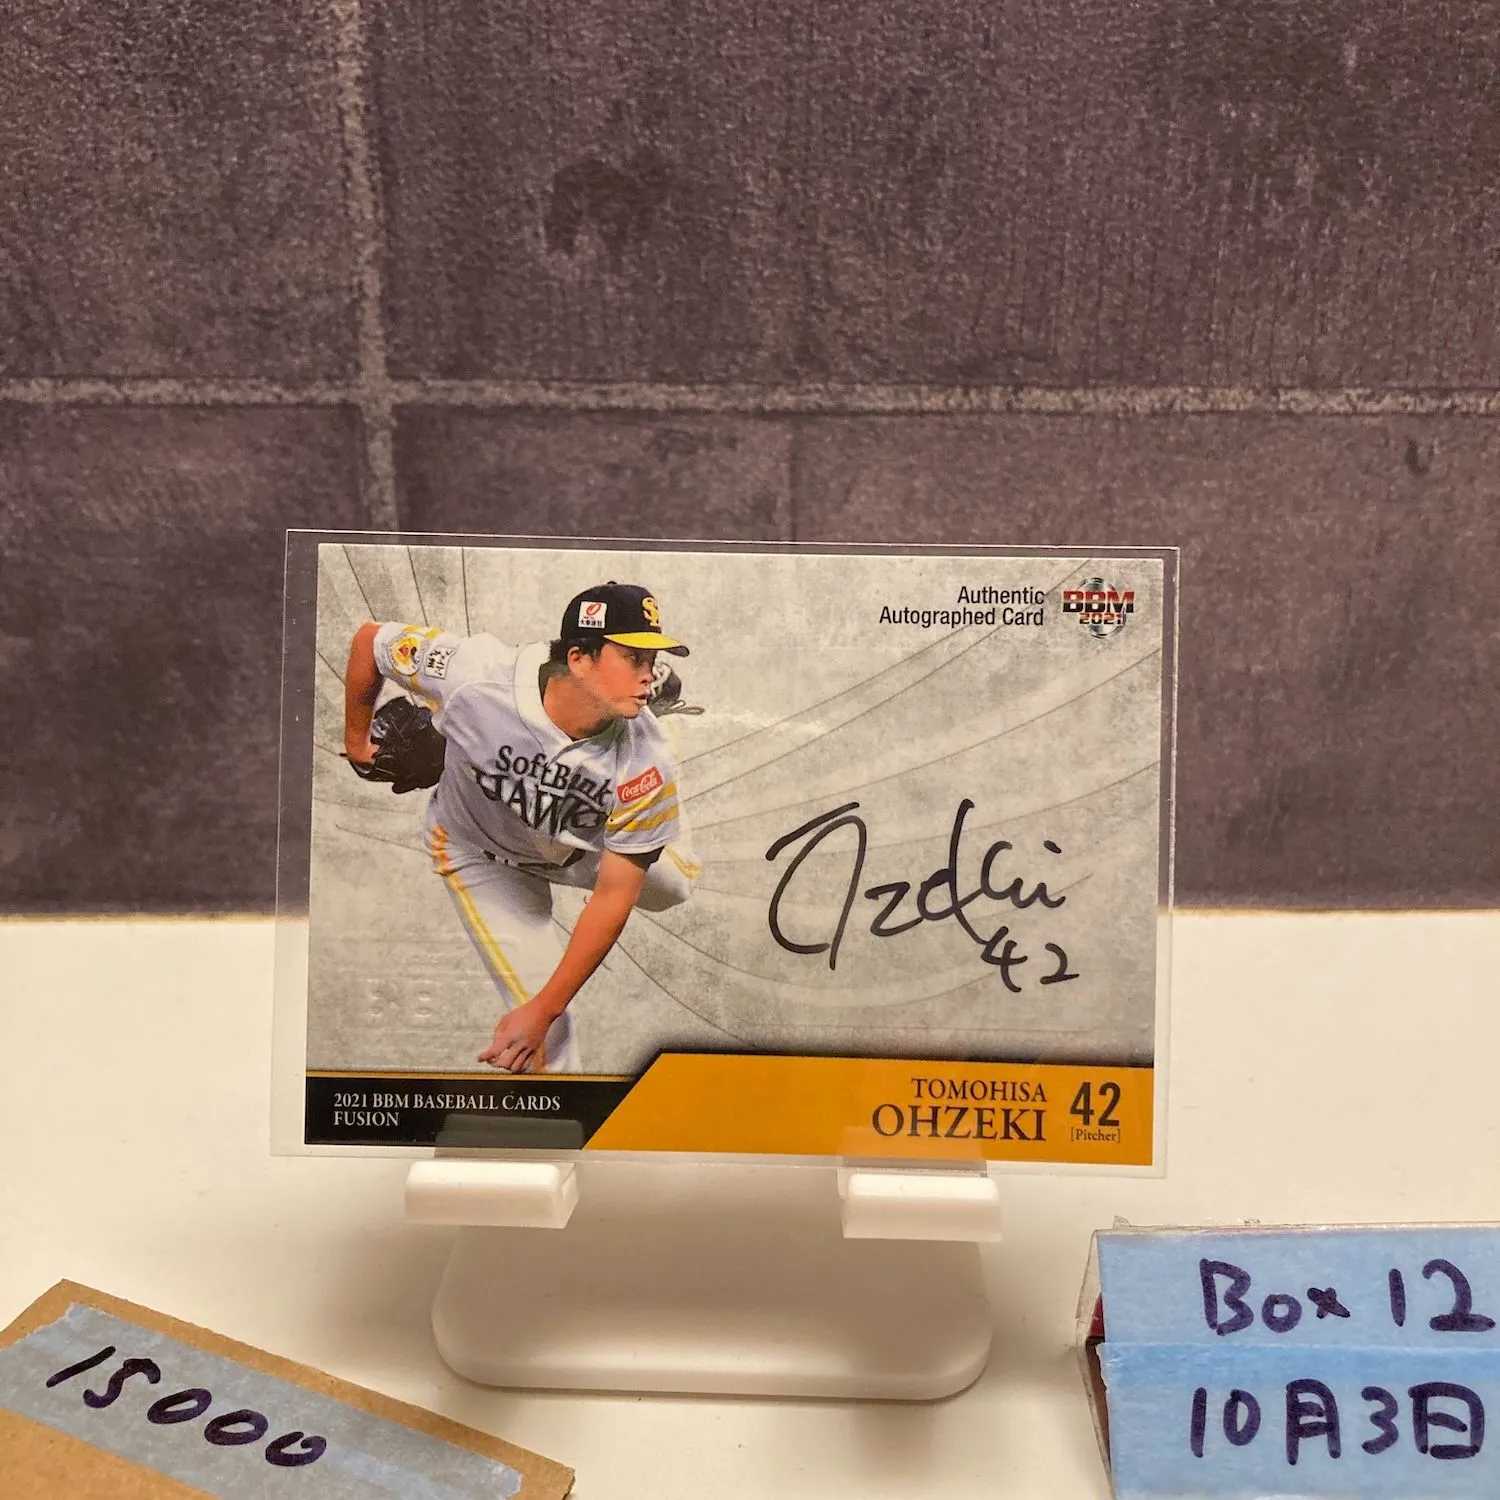 Authentic
Autographed Card
BBM
2021
SoftBank
HAWKS
Coca-Cola
Ozeki
42
2021 BBM BASEBALL CARDS
FUSION
TOMOHISA
OHZEKI
42
[Pitcher]
15000
Box 12
10月3日